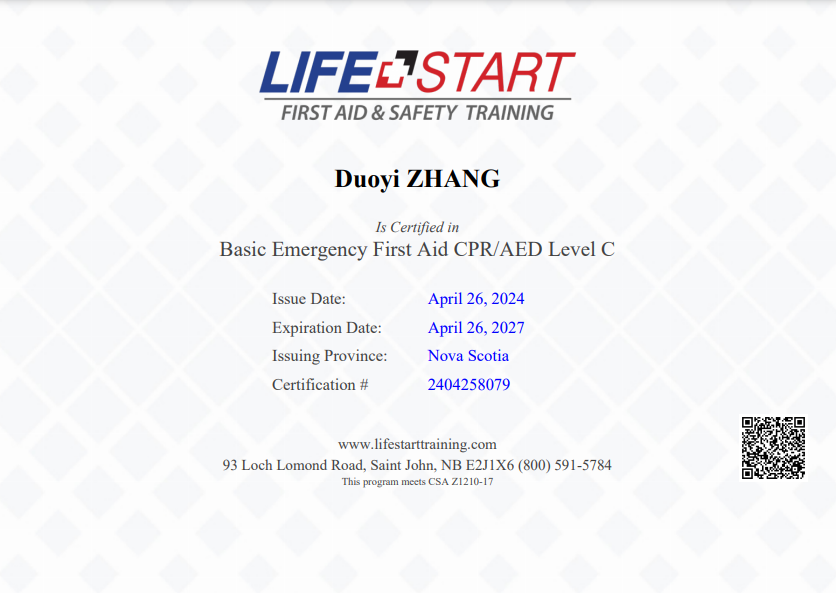 LIFE START
FIRST AID & SAFETY TRAINING
Duoyi ZHANG
Is Certified in
Basic Emergency First Aid CPR/AED Level C
Issue Date: April 26, 2024
Expiration Date: April 26, 2027
Issuing Province: Nova Scotia
Certification # 2404258079
www.lifestarttraining.com
93 Loch Lomond Road, Saint John, NB E2J1X6 (800) 591-5784
This program meets CSA Z1210-17